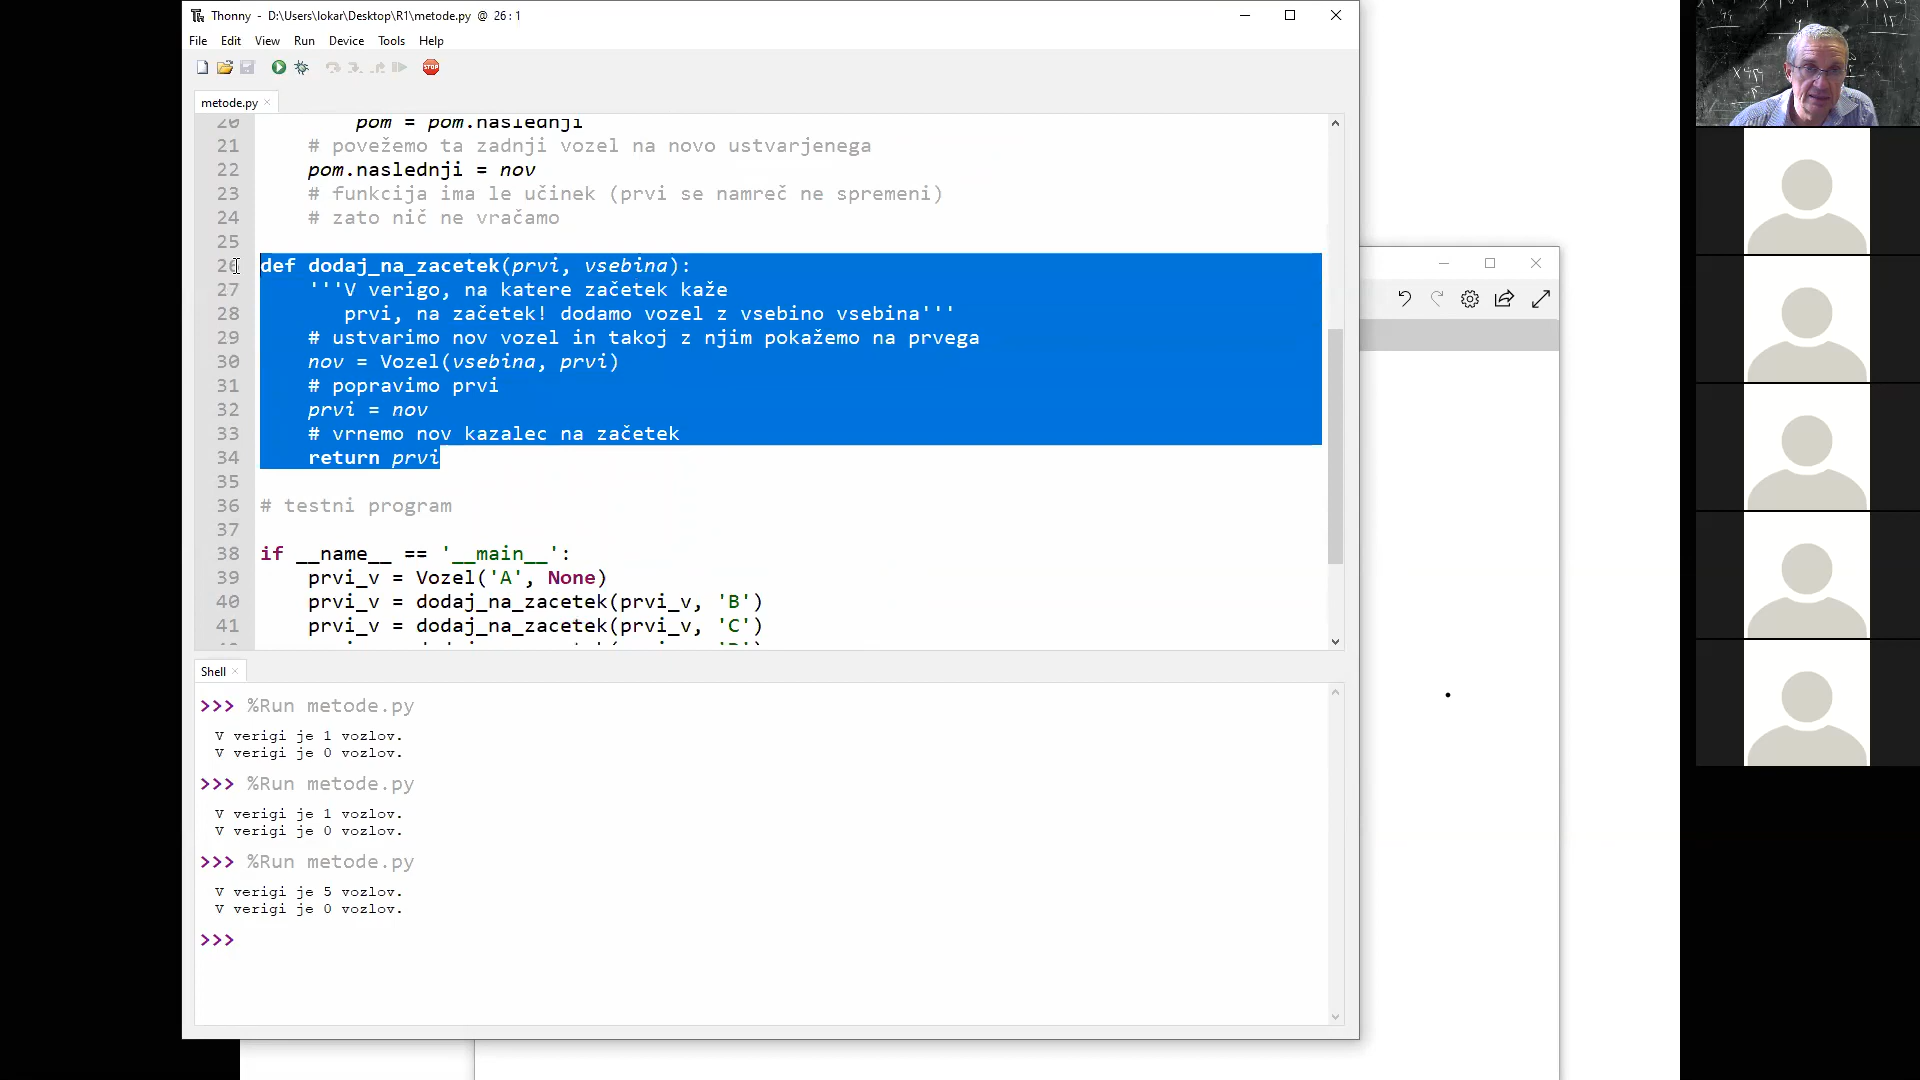 Thonny - D:\Users\lokar\Desktop\R1\metode.py @ 26 : 1
File Edit View Run Device Tools Help
STOP
metode.py
20 pom = pom.naslednji
21 # povežemo ta zadnji vozel na novo ustvarjenega
22 pom.naslednji = nov
23 # funkcija ima le učinek (prvi se namreč ne spremeni)
24 # zato nič ne vračamo
25
26 def dodaj_na_zacetek(prvi, vsebina):
27 '''V verigo, na katere začetek kaže
28 prvi, na začetek! dodamo vozel z vsebino vsebina'''
29 # ustvarimo nov vozel in takoj z njim pokažemo na prvega
30 nov = Vozel(vsebina, prvi)
31 # popravimo prvi
32 prvi = nov
33 # vrnemo nov kazalec na začetek
34 return prvi
35
36 # testni program
37
38 if __name__ == '__main__':
39 prvi_v = Vozel('A', None)
40 prvi_v = dodaj_na_zacetek(prvi_v, 'B')
41 prvi_v = dodaj_na_zacetek(prvi_v, 'C')
Shell
>>> %Run metode.py
V verigi je 1 vozlov.
V verigi je 0 vozlov.
>>> %Run metode.py
V verigi je 1 vozlov.
V verigi je 0 vozlov.
>>> %Run metode.py
V verigi je 5 vozlov.
V verigi je 0 vozlov.
>>>